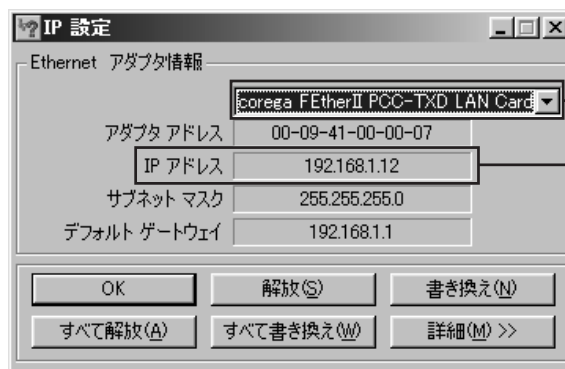 IP 設定
Ethernet アダプタ情報
corega FEtherII PCC-TXD LAN Card
アダプタ アドレス 00-09-41-00-00-07
IP アドレス 192.168.1.12
サブネット マスク 255.255.255.0
デフォルト ゲートウェイ 192.168.1.1
OK 解放(S) 書き換え(N)
すべて解放(A) すべて書き換え(W) 詳細(M) >>